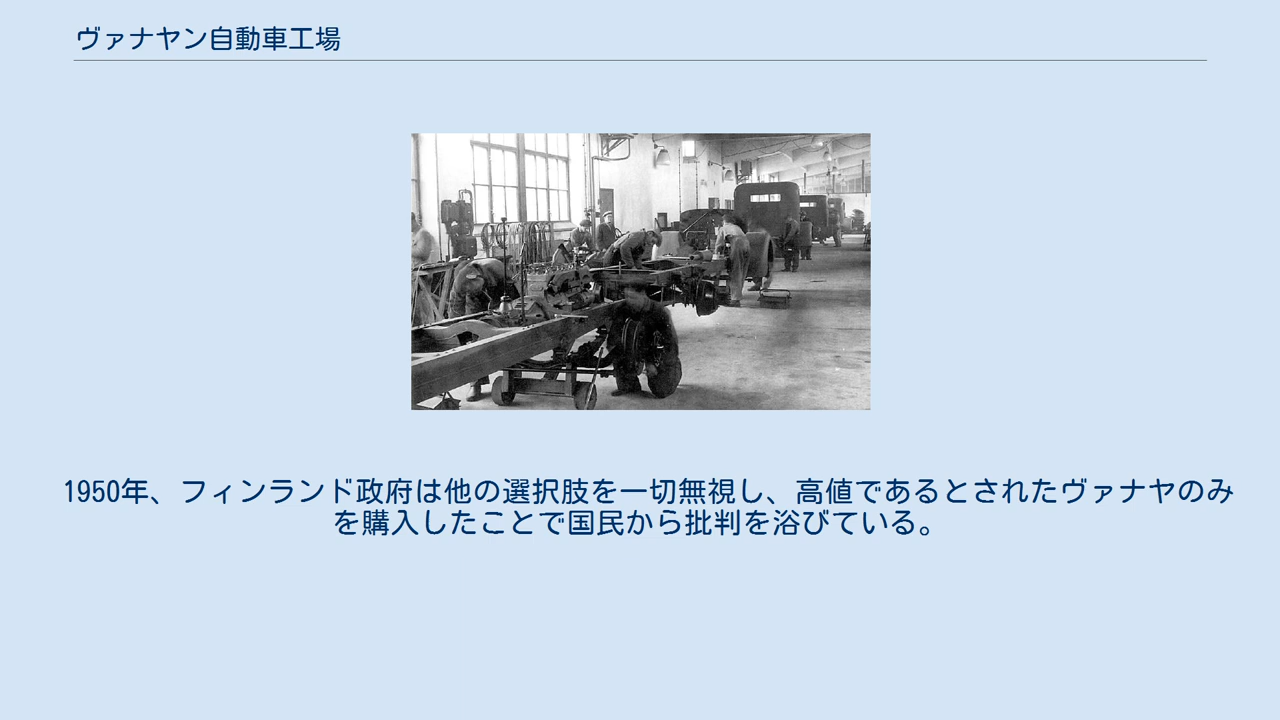 ヴァナヤン自動車工場
1950年、フィンランド政府は他の選択肢を一切無視し、高値であるとされたヴァナヤのみ
を購入したことで国民から批判を浴びている。